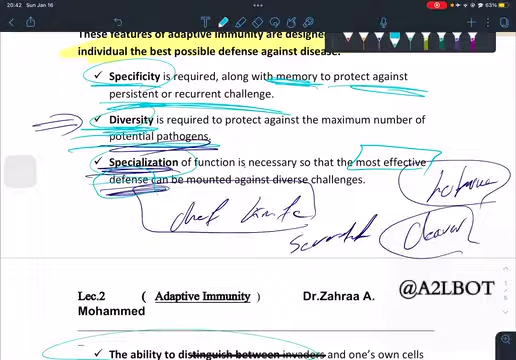 20:42 Sun Jan 16
63%
These features of adaptive immunity are designed
individual the best possible defense against disease.
✓ Specificity is required, along with memory to protect against
persistent or recurrent challenge.
✓ Diversity is required to protect against the maximum number of
potential pathogens.
✓ Specialization of function is necessary so that the most effective
defense can be mounted against diverse challenges.
chef knife
cleaver
@A2LBOT
Lec.2 ( Adaptive Immunity ) Dr.Zahraa A.
Mohammed
✓ The ability to distinguish between invaders and one's own cells